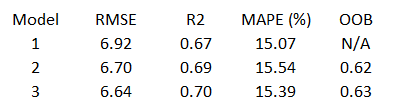 Model RMSE R2 MAPE (%) OOB
1 6.92 0.67 15.07 N/A
2 6.70 0.69 15.54 0.62
3 6.64 0.70 15.39 0.63